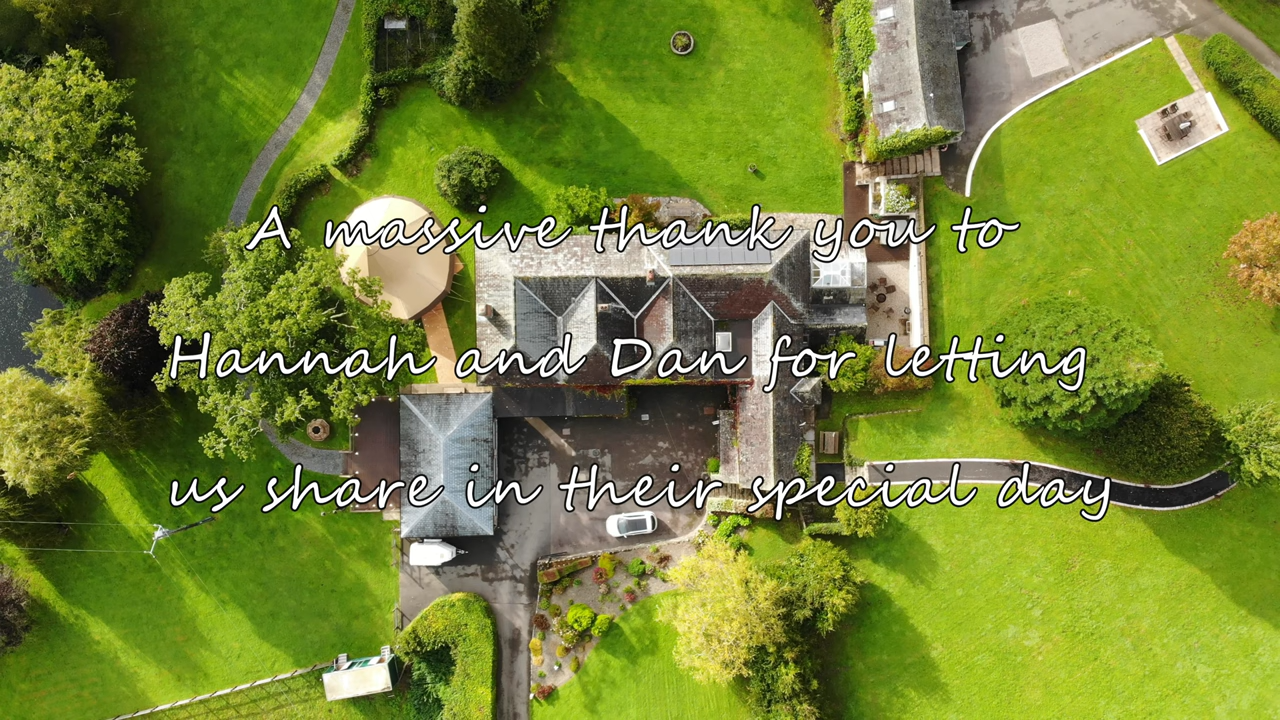 A massive thank you to
Hannah and Dan for letting
us share in their special day